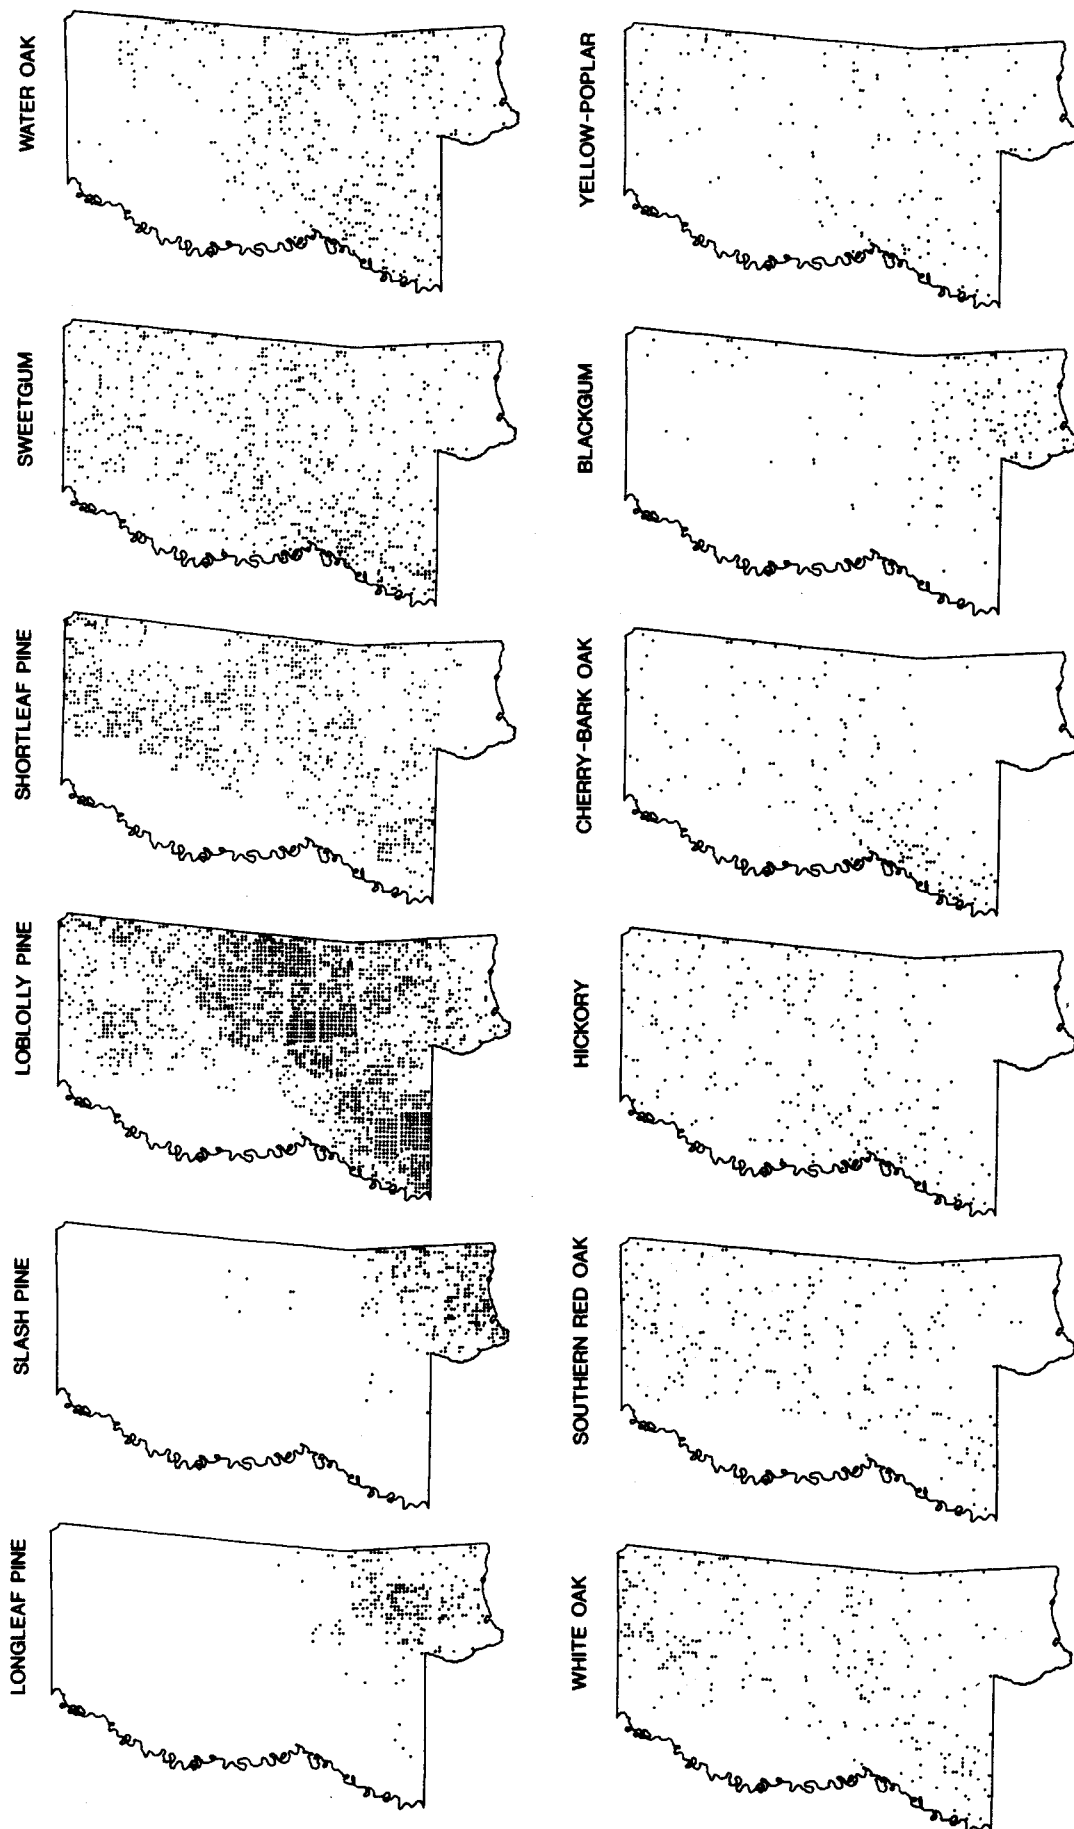 LONGLEAF PINE
SLASH PINE
LOBLOLLY PINE
SHORTLEAF PINE
SWEETGUM
WATER OAK
WHITE OAK
SOUTHERN RED OAK
HICKORY
CHERRY-BARK OAK
BLACKGUM
YELLOW-POPLAR